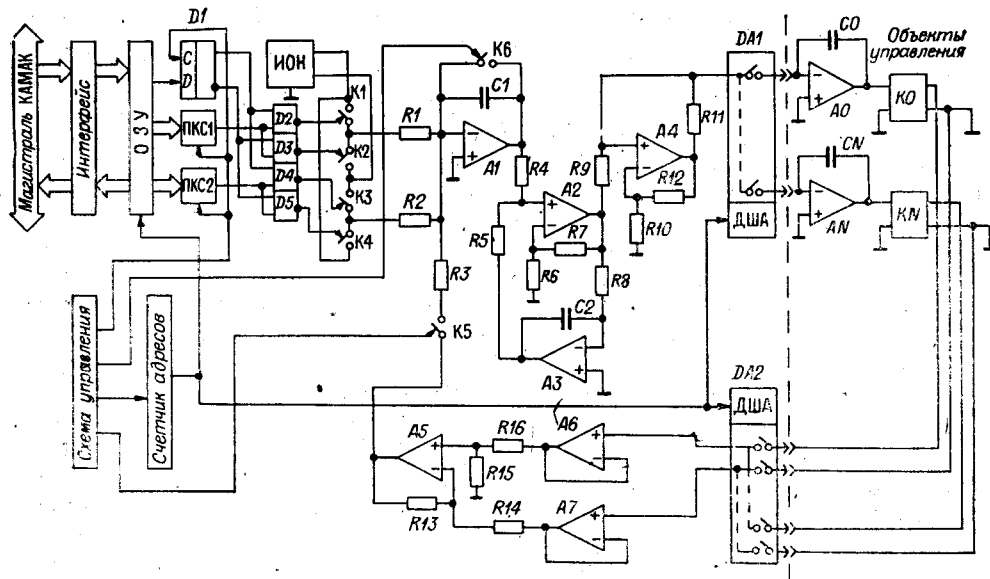 Магистраль КАМАК
Интерфейс
ОЗУ
D1
C
D
ПКС1
ПКС2
ИОН
D2
D3
D4
D5
K1
K2
K3
K4
K6
R1
R2
R3
K5
C1
A1
R4
R5
A2
R7
R6
R8
C2
A3
R9
A4
R11
R12
R10
DA1
ДША
C0
A0
CN
AN
Объекты управления
K0
KN
Схема управления
Счетчик адресов
DA2
ДША
A5
R16
A6
R15
R13
R14
A7